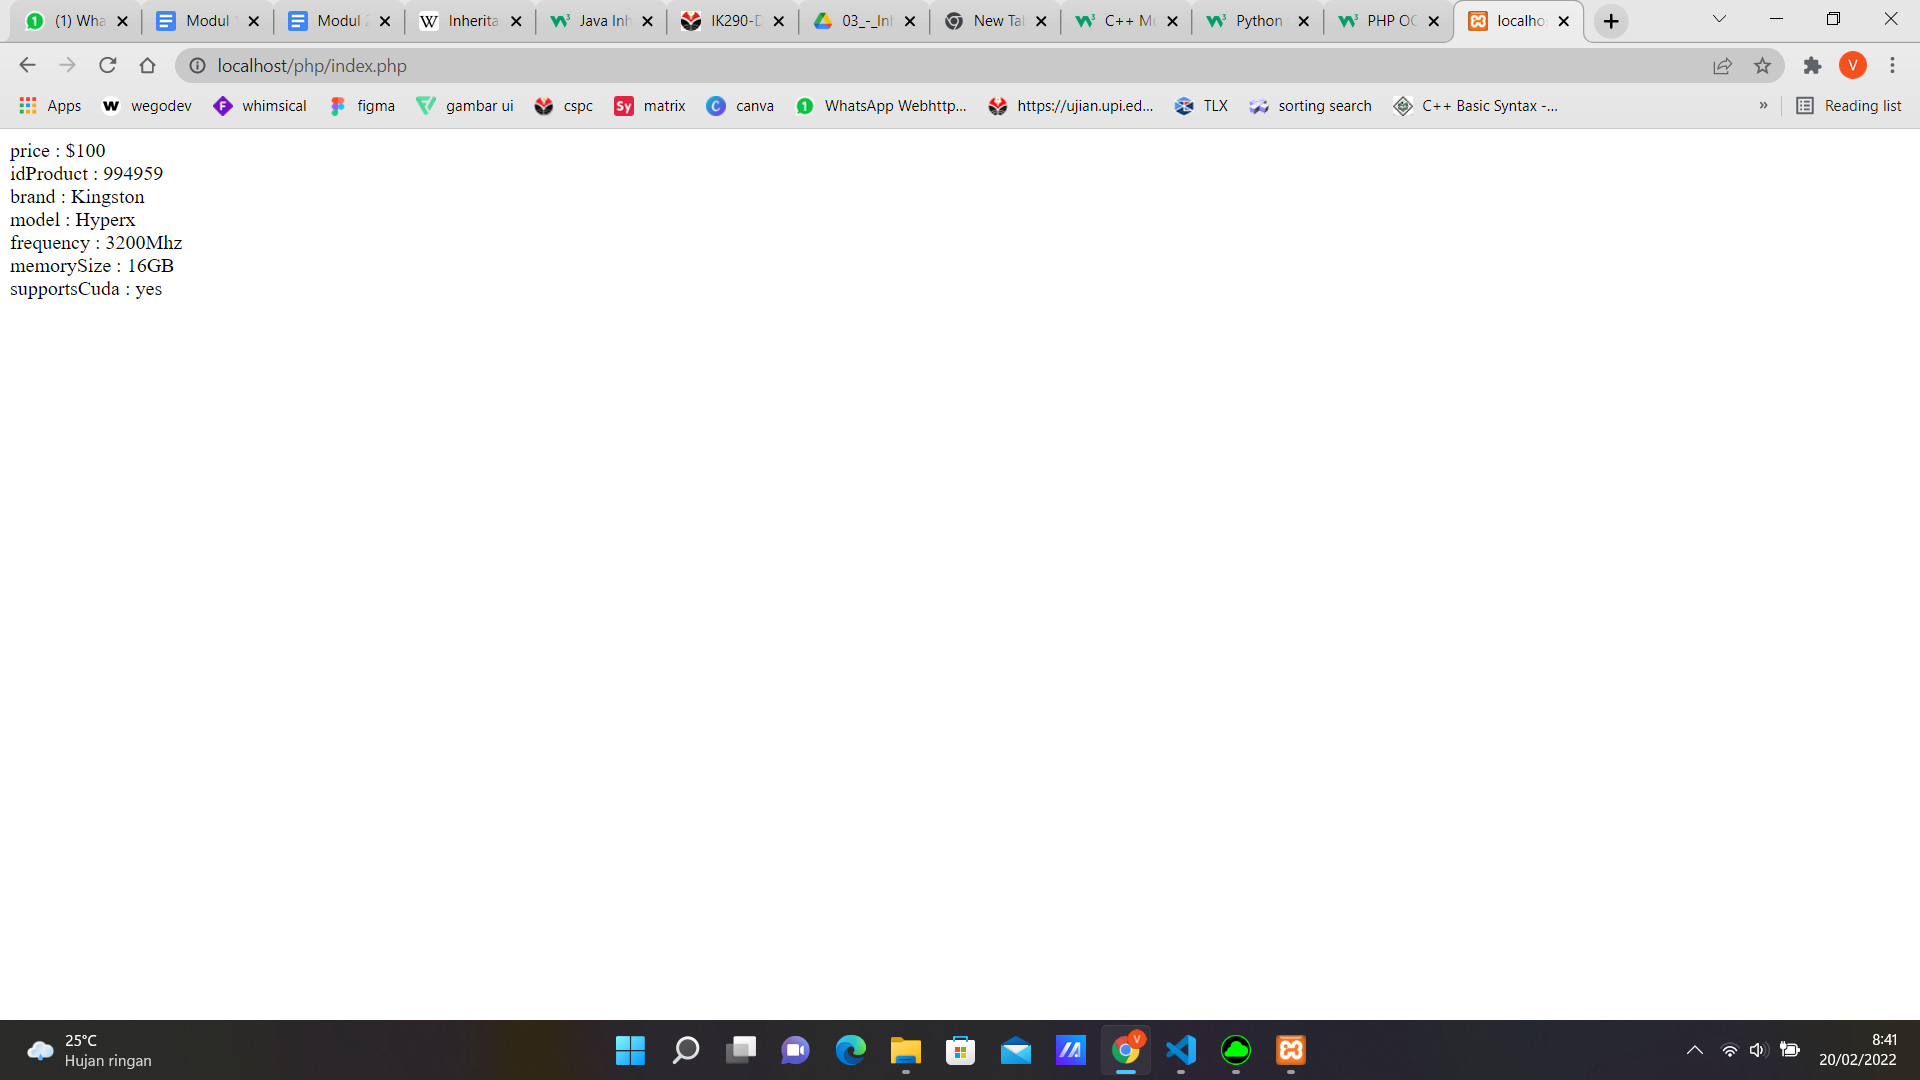 (1) Wha
Modul
Modul
Inherita
Java Inh
IK290-D
03_-_Inh
New Tab
C++ Mu
Python
PHP OO
localhos
localhost/php/index.php
V
Apps
wegodev
whimsical
figma
gambar ui
cspc
Sy matrix
canva
WhatsApp Webhttp...
https://ujian.upi.ed...
TLX
sorting search
C++ Basic Syntax -...
»
Reading list
price : $100
idProduct : 994959
brand : Kingston
model : Hyperx
frequency : 3200Mhz
memorySize : 16GB
supportsCuda : yes
25°C
Hujan ringan
8:41
20/02/2022